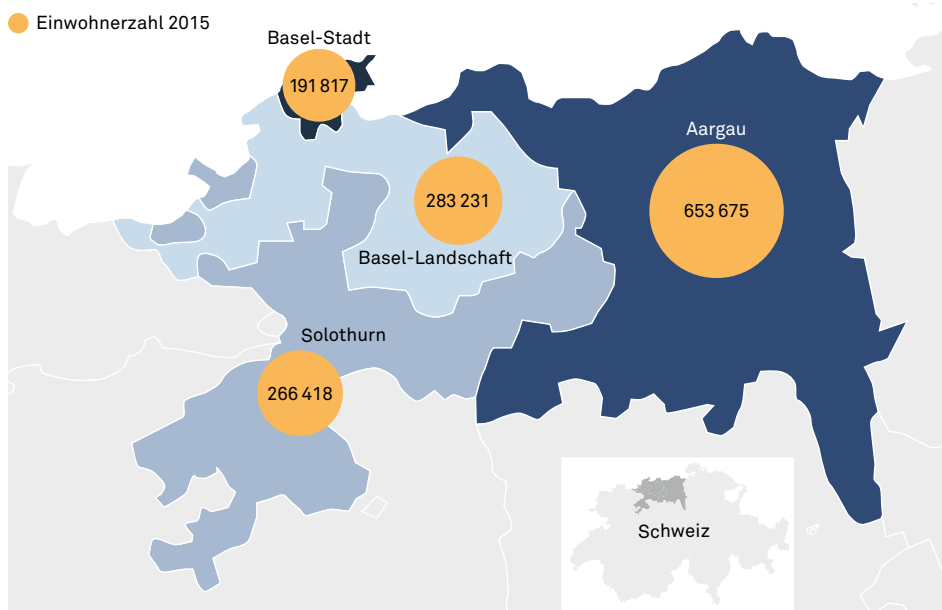 Einwohnerzahl 2015
Basel-Stadt
191 817
Aargau
283 231
653 675
Basel-Landschaft
Solothurn
266 418
Schweiz